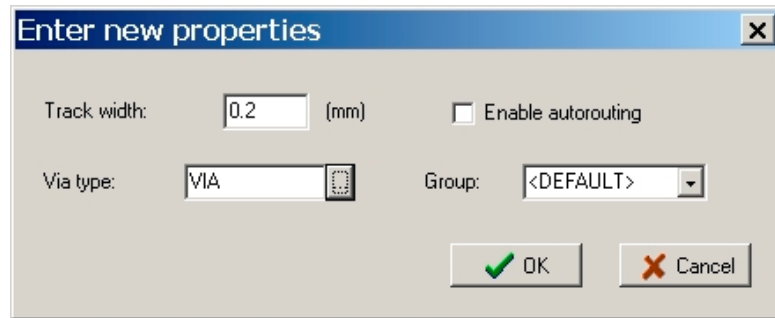 Enter new properties
Track width: 0.2 (mm) Enable autorouting
Via type: VIA Group: <DEFAULT>
OK Cancel